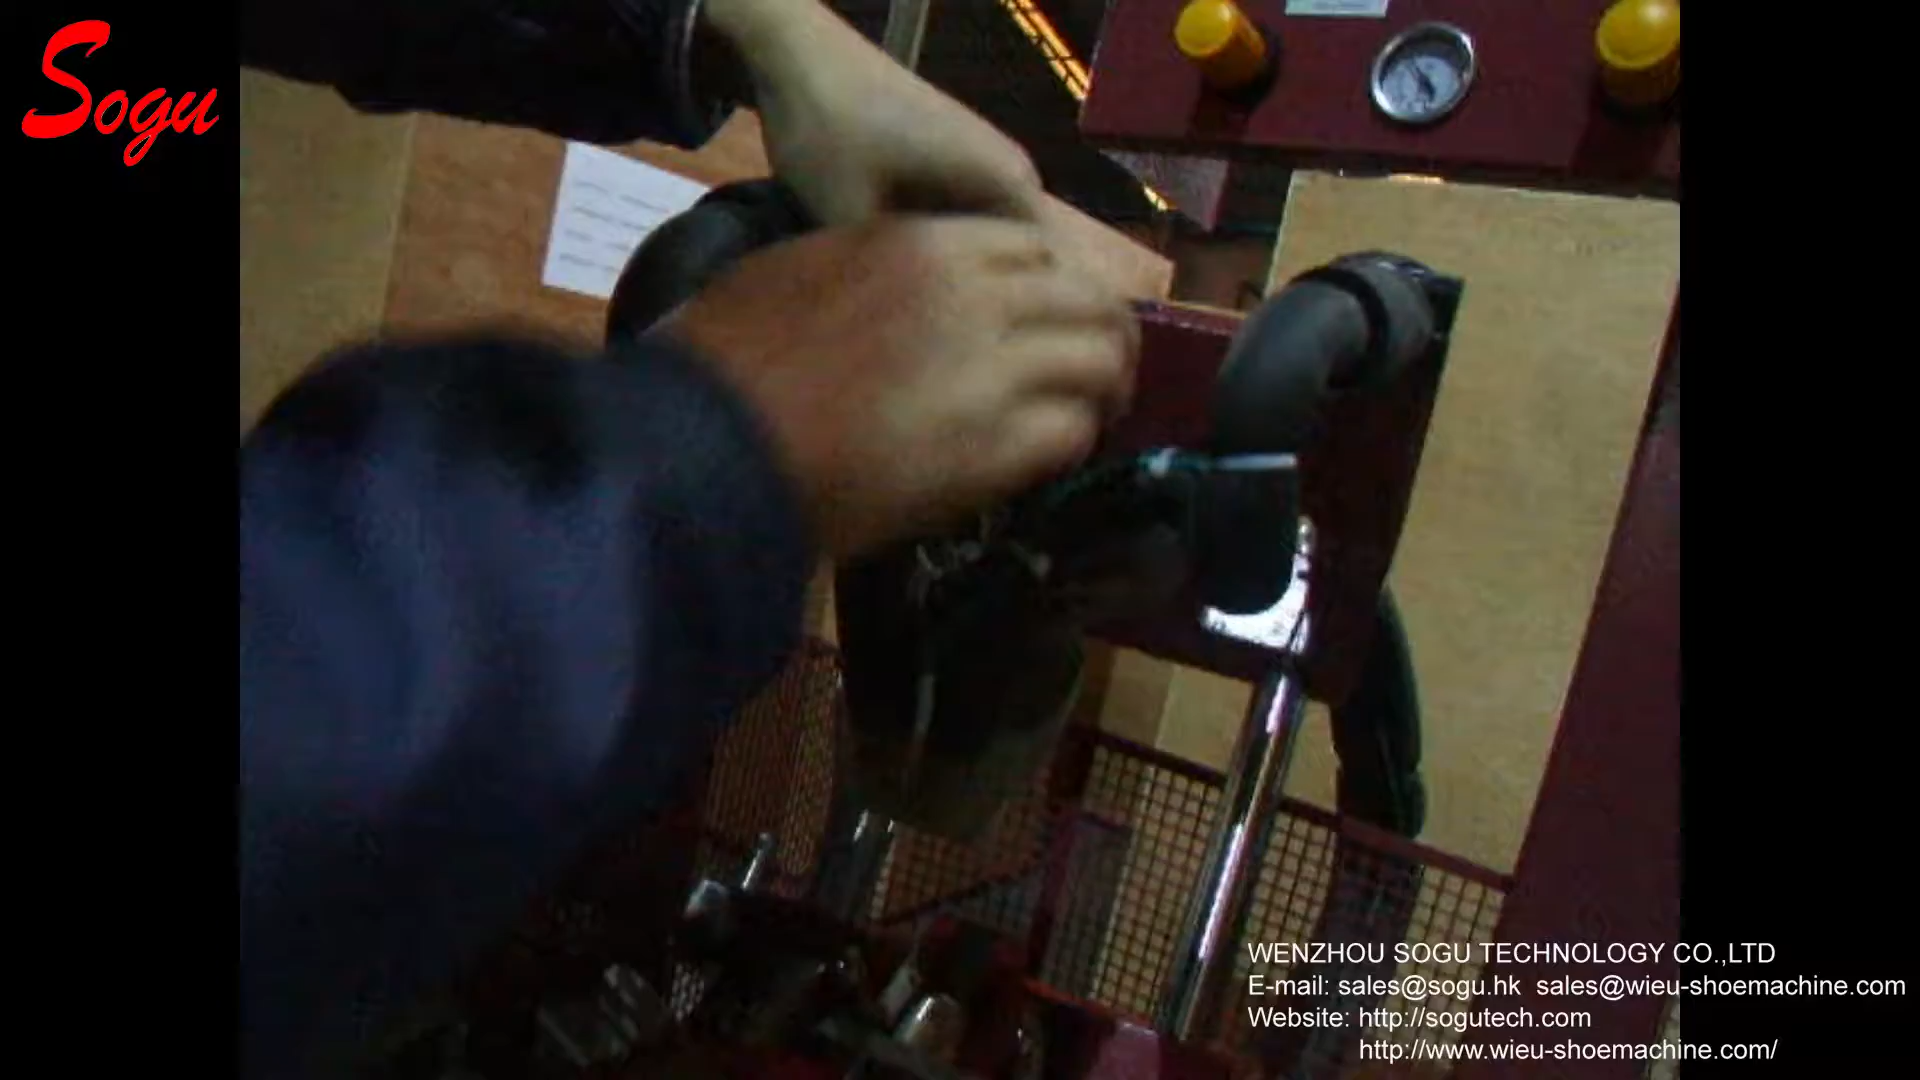 Sogu
WENZHOU SOGU TECHNOLOGY CO.,LTD
E-mail: sales@sogu.hk sales@wieu-shoemachine.com
Website: http://sogutech.com
http://www.wieu-shoemachine.com/